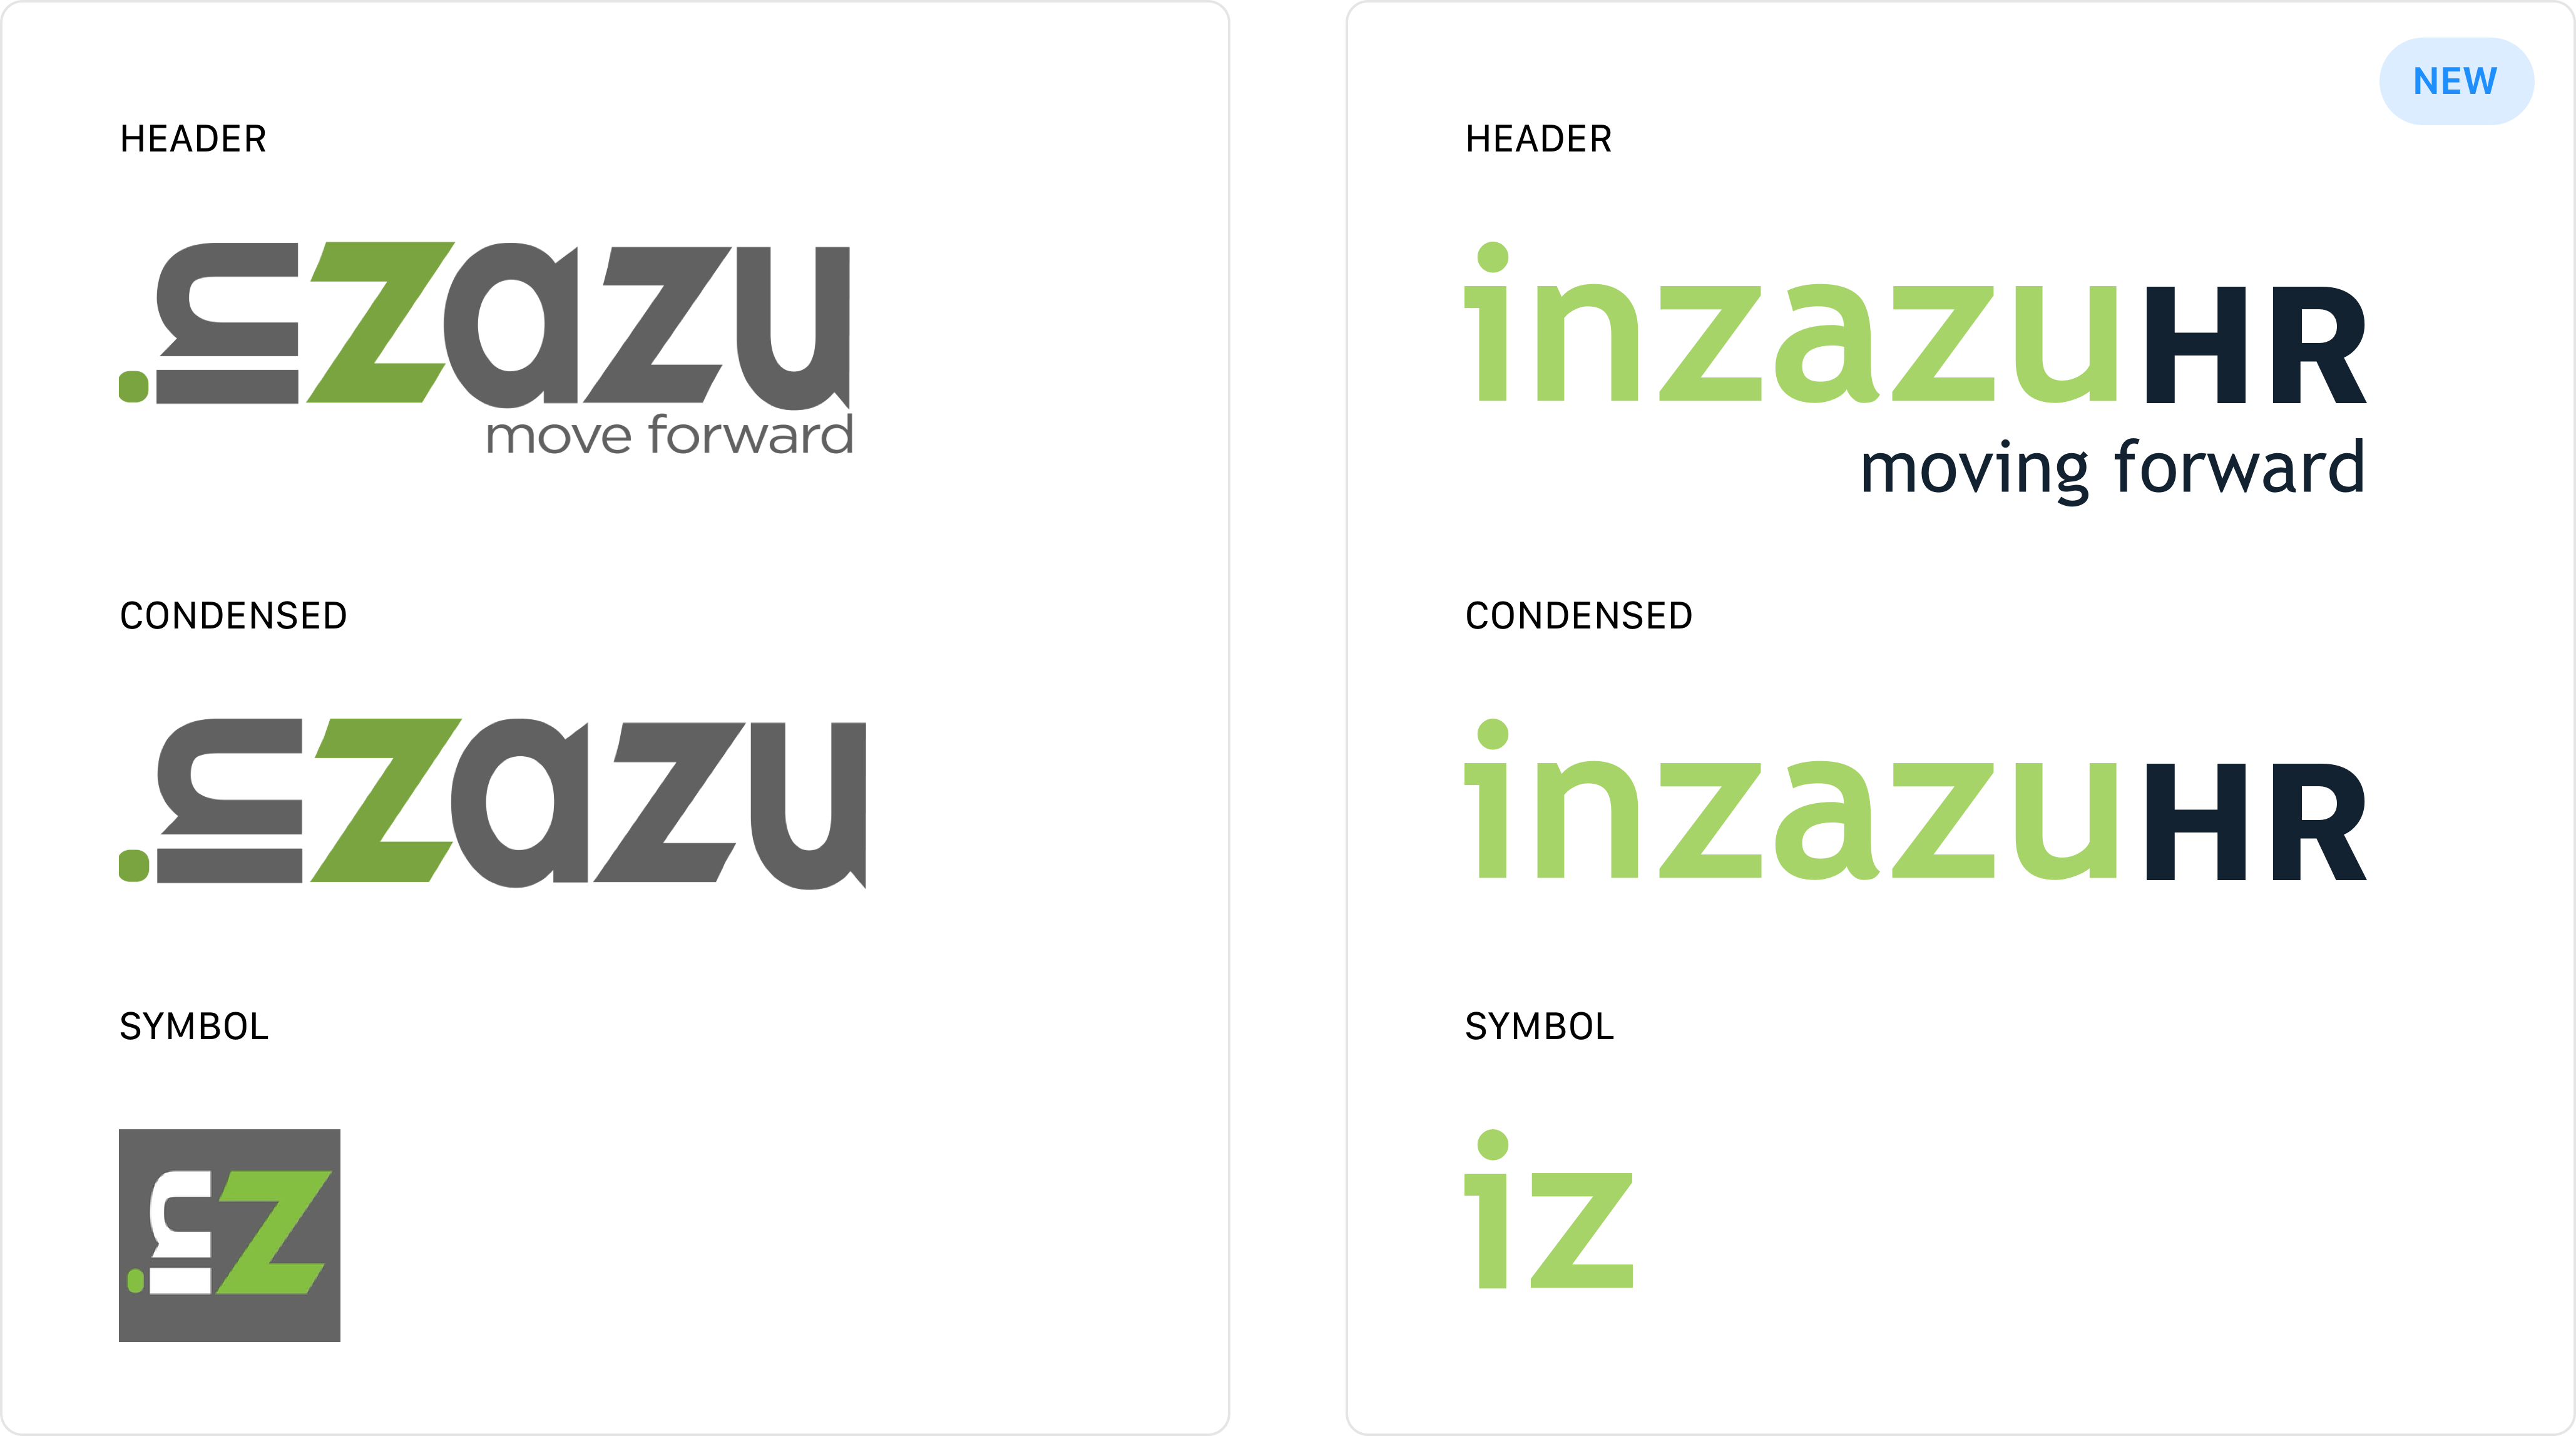 HEADER
inzazu
move forward
CONDENSED
inzazu
SYMBOL
inz
NEW
HEADER
inzazuHR
moving forward
CONDENSED
inzazuHR
SYMBOL
iz